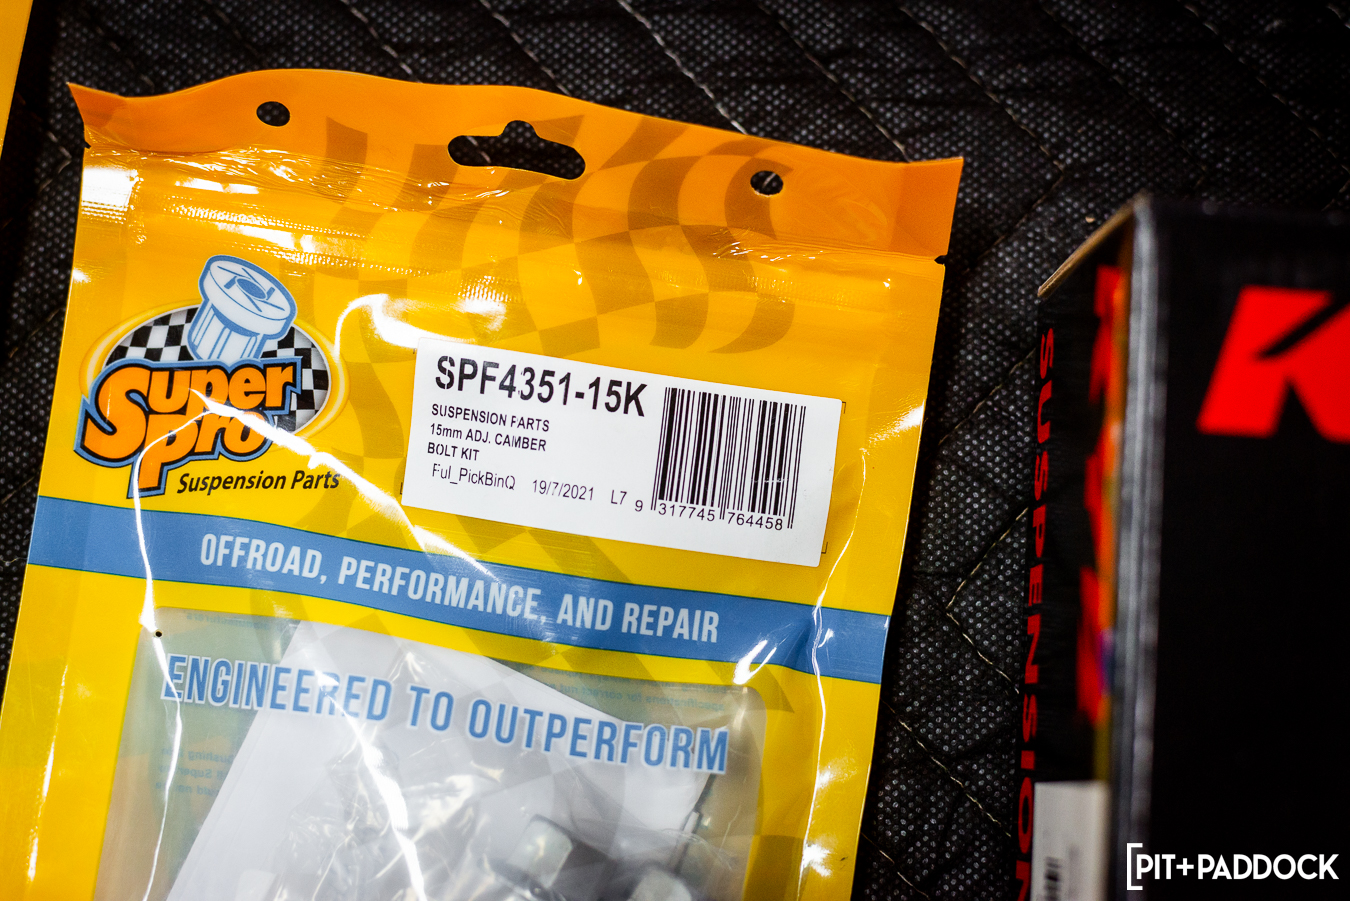 Super
Pro
Suspension Parts
SPF4351-15K
SUSPENSION PARTS
15mm ADJ. CAMBER
BOLT KIT
Ful_PickBinQ 19/7/2021 L7
9 317745 764458
OFFROAD, PERFORMANCE, AND REPAIR
ENGINEERED TO OUTPERFORM
SUSPENSION
K
[PIT+PADDOCK